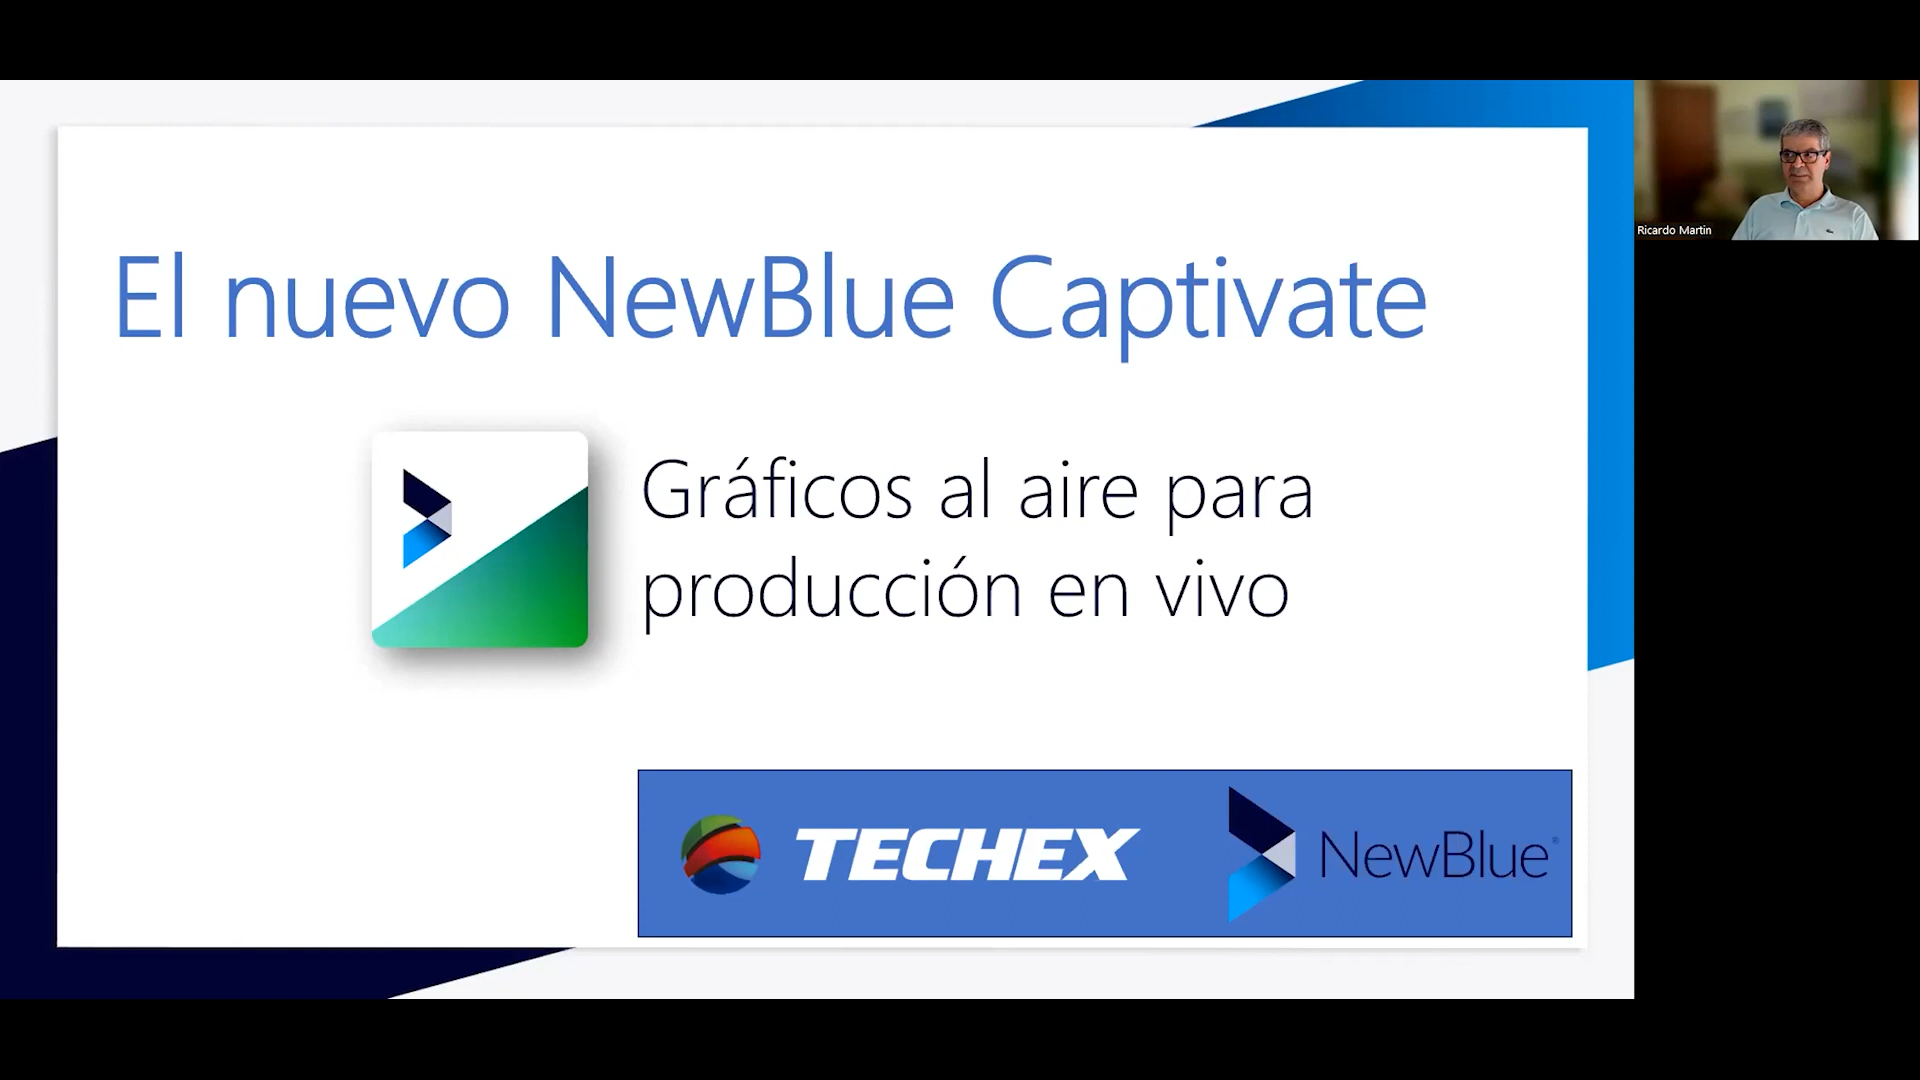 El nuevo NewBlue Captivate
Gráficos al aire para
producción en vivo
TECHEX
NewBlue®
Ricardo Martin